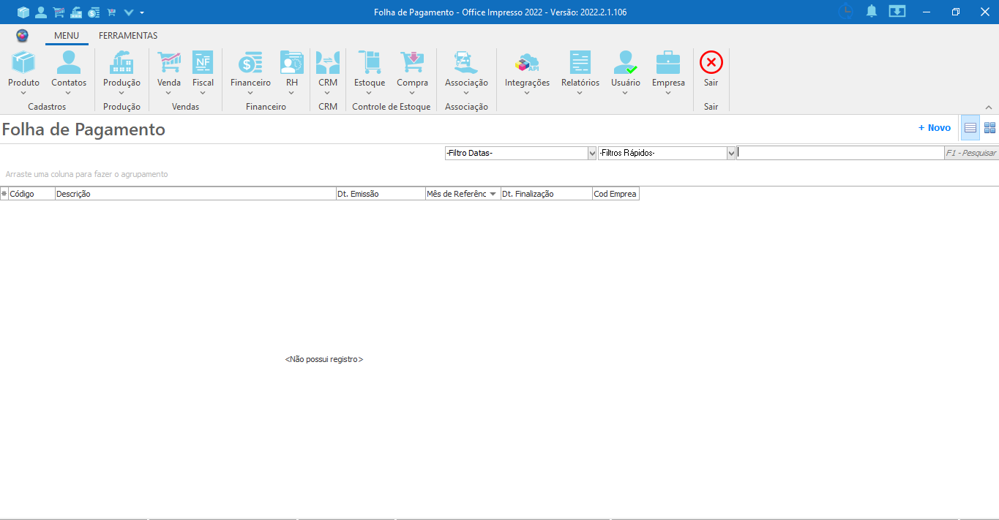 Folha de Pagamento - Office Impresso 2022 - Versão: 2022.2.1.106
MENU FERRAMENTAS
NF API
Produto Contatos Produção Venda Fiscal Financeiro RH CRM Estoque Compra Associação Integrações Relatórios Usuário Empresa Sair
Cadastros Produção Vendas Financeiro CRM Controle de Estoque Associação Sair
Folha de Pagamento
+ Novo
-Filtro Datas- -Filtros Rápidos- F1 - Pesquisar
Arraste uma coluna para fazer o agrupamento
Código Descrição Dt. Emissão Mês de Referênc Dt. Finalização Cod Emprea
<Não possui registro>